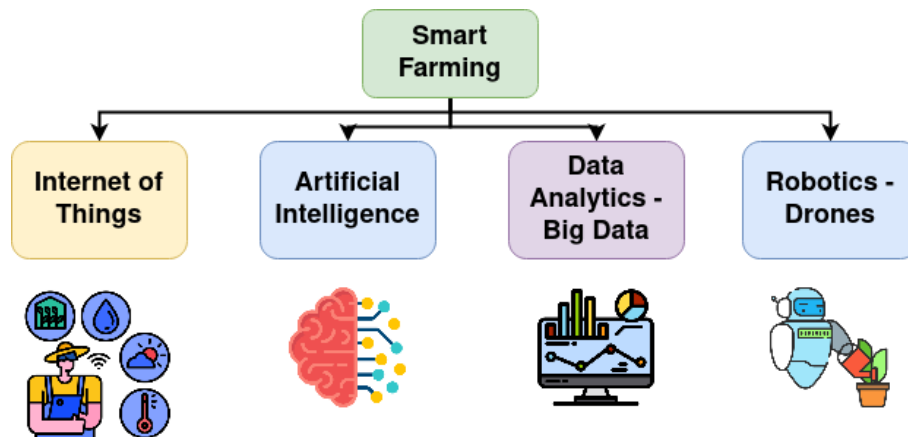 Smart
Farming
Internet of
Things
Artificial
Intelligence
Data
Analytics -
Big Data
Robotics -
Drones